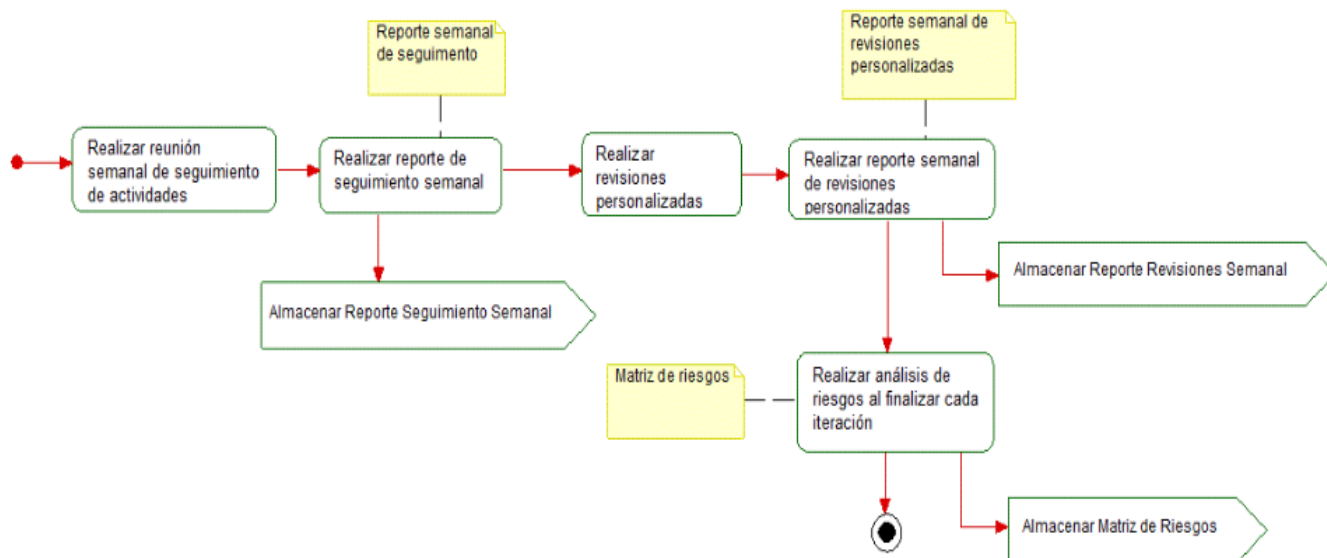 Reporte semanal
de seguimento
Reporte semanal de
revisiones
personalizadas
Realizar reunión
semanal de seguimiento
de actividades
Realizar reporte de
seguimiento semanal
Realizar
revisiones
personalizadas
Realizar reporte semanal
de revisiones
personalizadas
Almacenar Reporte Revisiones Semanal
Almacenar Reporte Seguimiento Semanal
Matriz de riesgos
Realizar análisis de
riesgos al finalizar cada
iteración
Almacenar Matriz de Riesgos